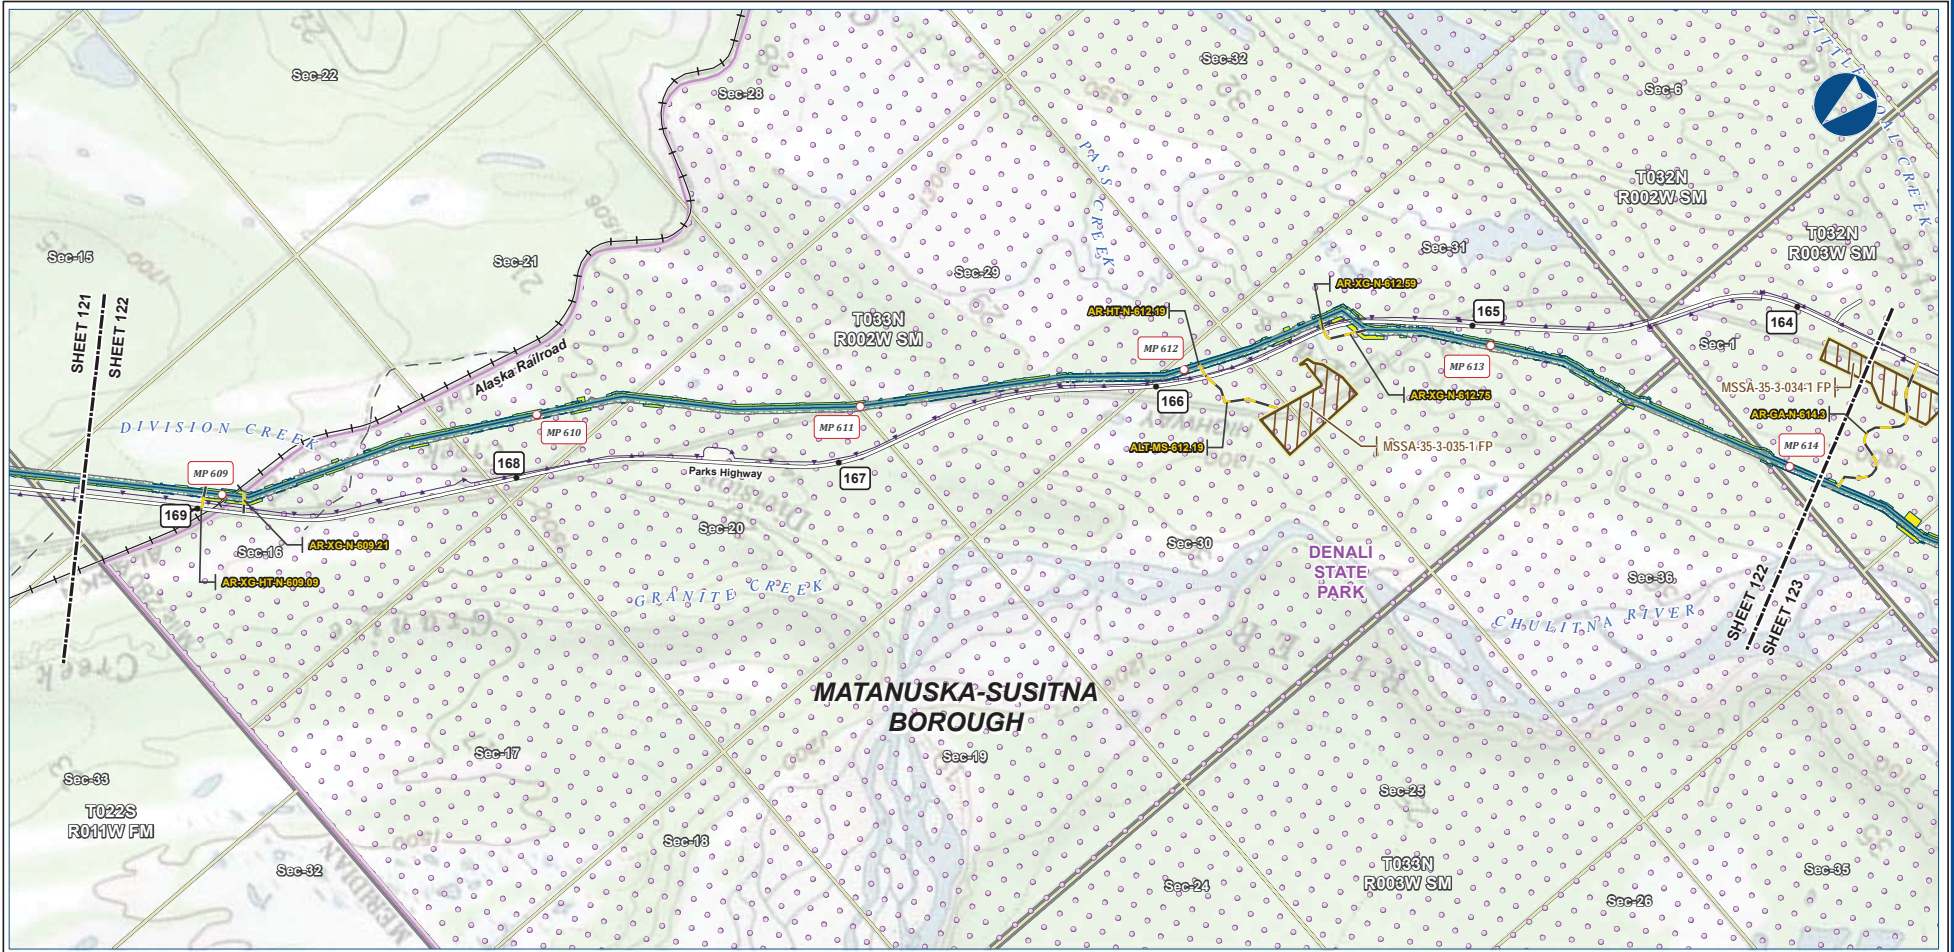 Sec-22
Sec-28
Sec-32
Sec-6
LITTLE COAL CREEK
PASS CREEK
T032N
R002W SM
T032N
R003W SM
Sec-15
1100
Sec-21
Sec-29
Sec-31
SHEET 121
SHEET 122
T033N
R002W SM
AR-HT-N-612.19
AR-XG-N-612.59
165
164
Sec-1
MP 612
MP 613
Alaska Railroad
MSSA-35-3-034-1 FP
AR-XG-N-612.75
166
AR-GA-N-614.9
DIVISION CREEK
MP 610
MP 611
ALT-MS-612.19
MSSA-35-3-035-1 FP
MP 614
MP 609
168
Parks Highway
167
169
Sec-20
Sec-16
AR-XG-N-609.21
AR-XG-HT-N-609.09
Sec-30
DENALI
STATE
PARK
Sec-36
GRANITE CREEK
Granite
Creek
CHULITNA RIVER
SHEET 122
SHEET 123
MATANUSKA-SUSITNA
BOROUGH
Sec-17
Sec-19
Sec-33
T022S
R011W FM
Sec-25
Sec-18
Sec-32
MERIDIAN
Sec-24
T033N
R003W SM
Sec-26
Sec-35